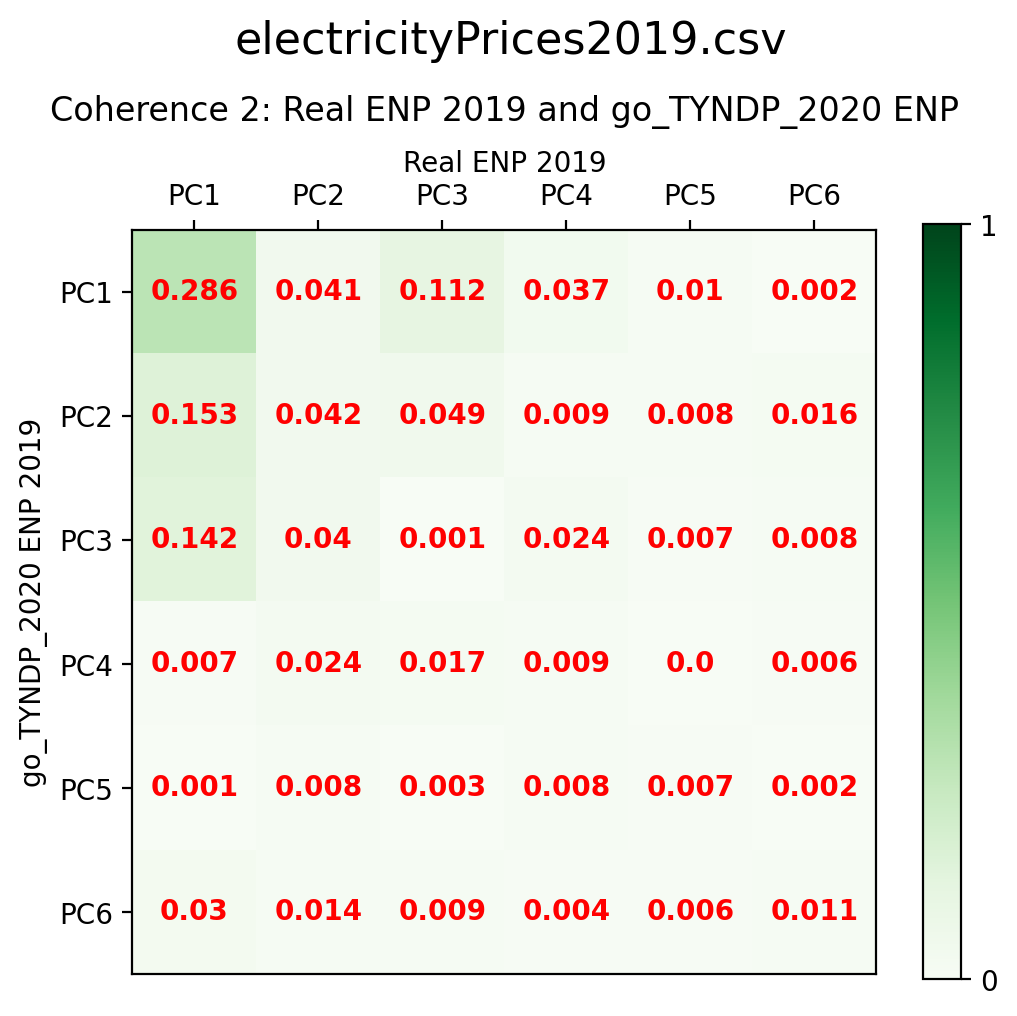 electricityPrices2019.csv
Coherence 2: Real ENP 2019 and go_TYNDP_2020 ENP
Real ENP 2019
PC1 PC2 PC3 PC4 PC5 PC6
1
PC1 0.286 0.041 0.112 0.037 0.01 0.002
PC2 0.153 0.042 0.049 0.009 0.008 0.016
PC3 0.142 0.04 0.001 0.024 0.007 0.008
go_TYNDP_2020 ENP 2019
PC4 0.007 0.024 0.017 0.009 0.0 0.006
PC5 0.001 0.008 0.003 0.008 0.007 0.002
PC6 0.03 0.014 0.009 0.004 0.006 0.011
0